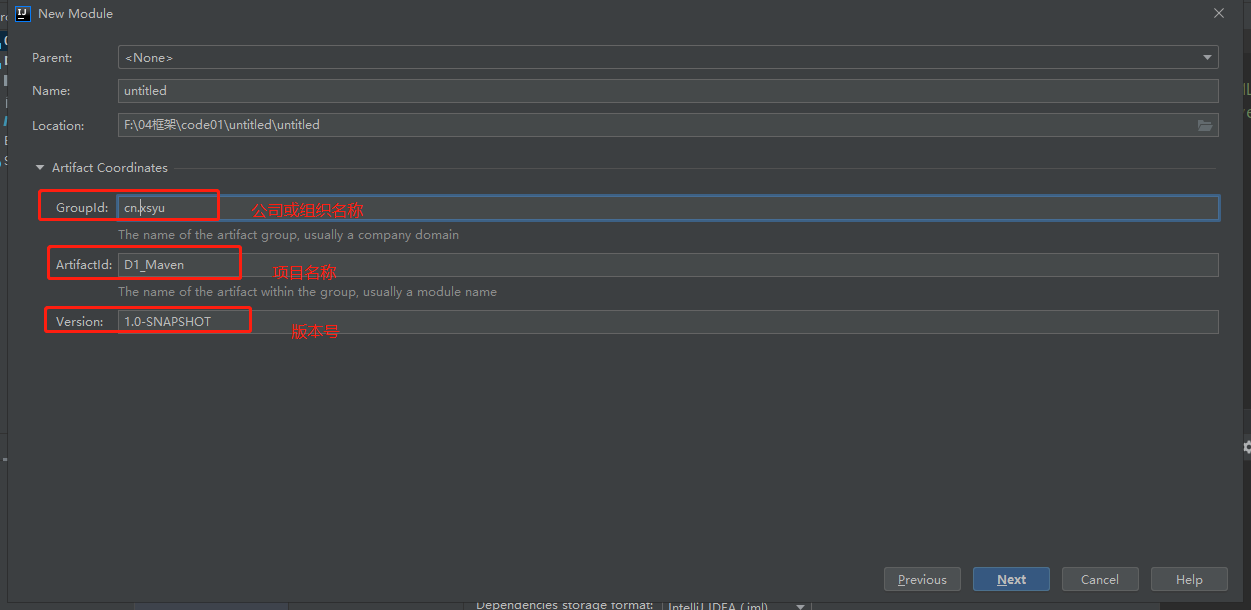 New Module
Parent: <None>
Name: untitled
Location: F:\04框架\code01\untitled\untitled
Artifact Coordinates
GroupId: cn.xsyu 公司或组织名称
The name of the artifact group, usually a company domain
ArtifactId: D1_Maven 项目名称
The name of the artifact within the group, usually a module name
Version: 1.0-SNAPSHOT 版本号
Previous Next Cancel Help
Dependencies storage format: IntelliJ IDEA (.iml)